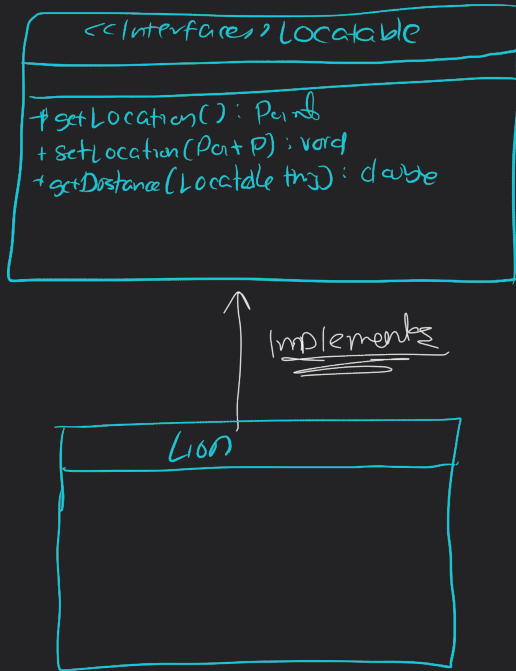 <<Interface>> Locatable
+ getLocation() : Point
+ setLocation(Point P) : void
+ getDistance(Locatable thing) : double
Implements
Lion